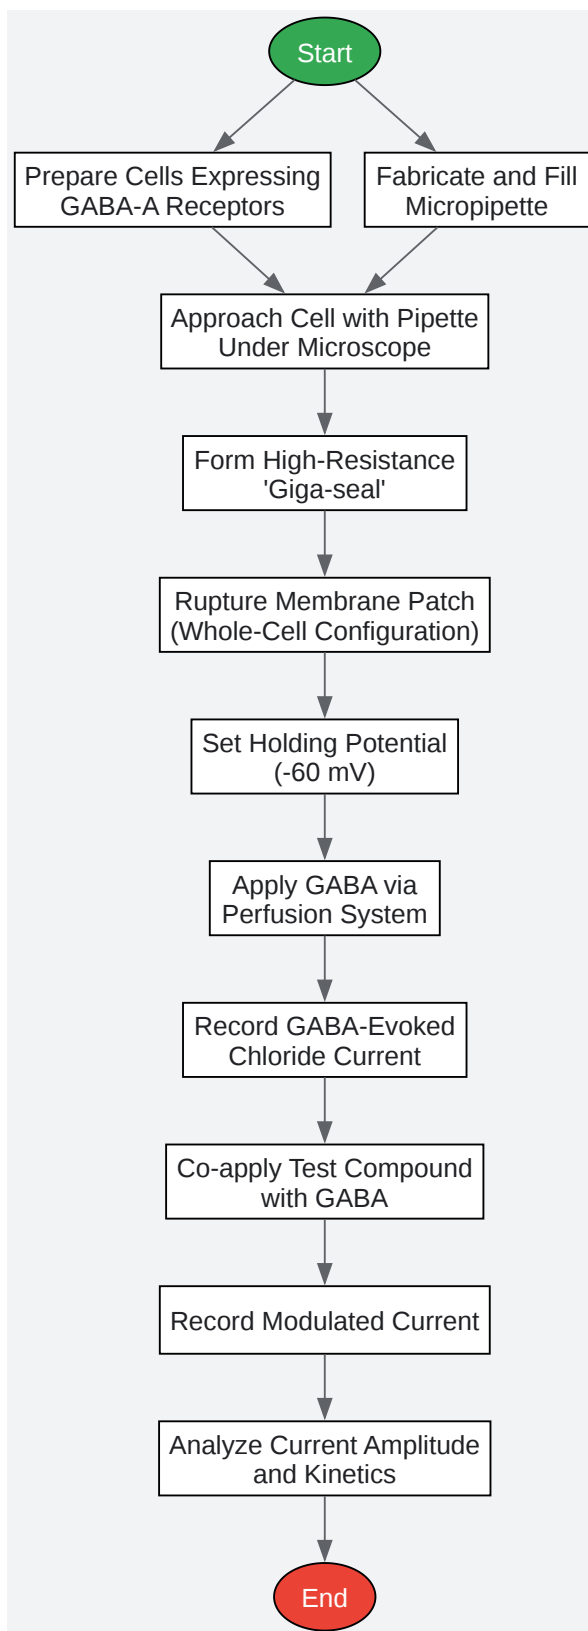 Start
Prepare Cells Expressing
GABA-A Receptors
Fabricate and Fill
Micropipette
Approach Cell with Pipette
Under Microscope
Form High-Resistance
'Giga-seal'
Rupture Membrane Patch
(Whole-Cell Configuration)
Set Holding Potential
(-60 mV)
Apply GABA via
Perfusion System
Record GABA-Evoked
Chloride Current
Co-apply Test Compound
with GABA
Record Modulated Current
Analyze Current Amplitude
and Kinetics
End